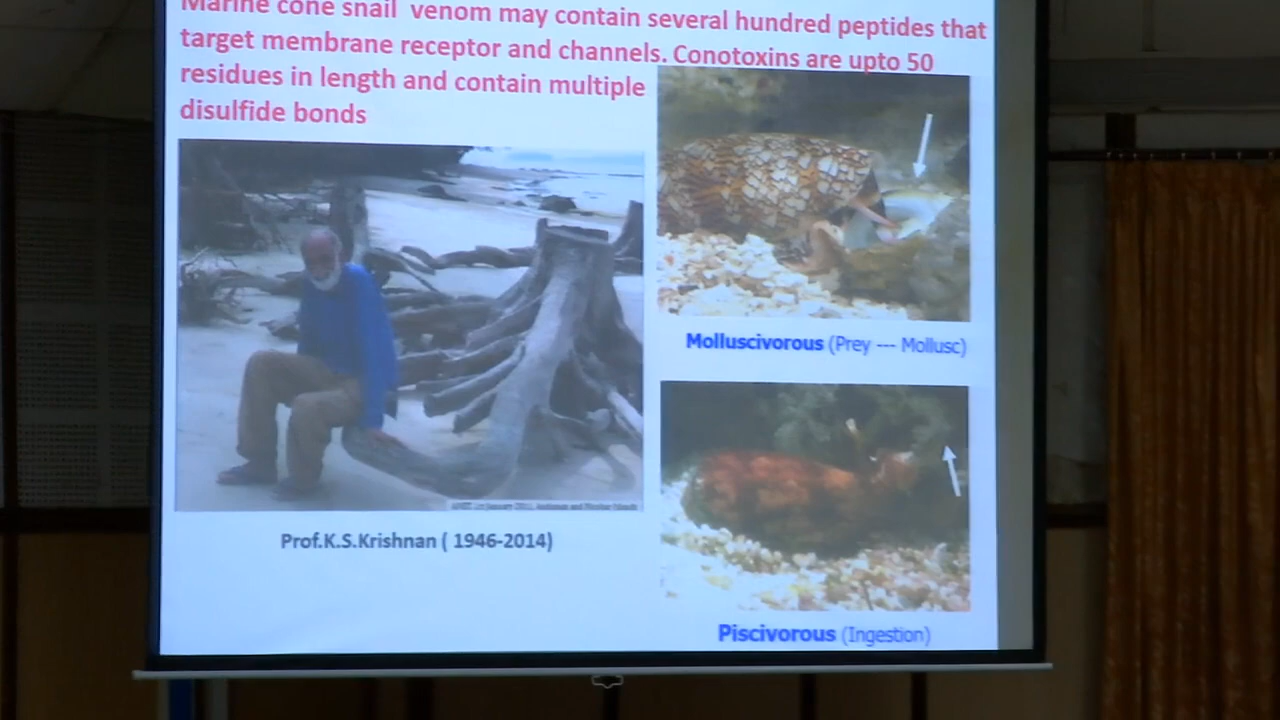 Marine cone snail venom may contain several hundred peptides that
target membrane receptor and channels. Conotoxins are upto 50
residues in length and contain multiple
disulfide bonds
Molluscivorous (Prey --- Mollusc)
Prof.K.S.Krishnan ( 1946-2014)
Piscivorous (Ingestion)